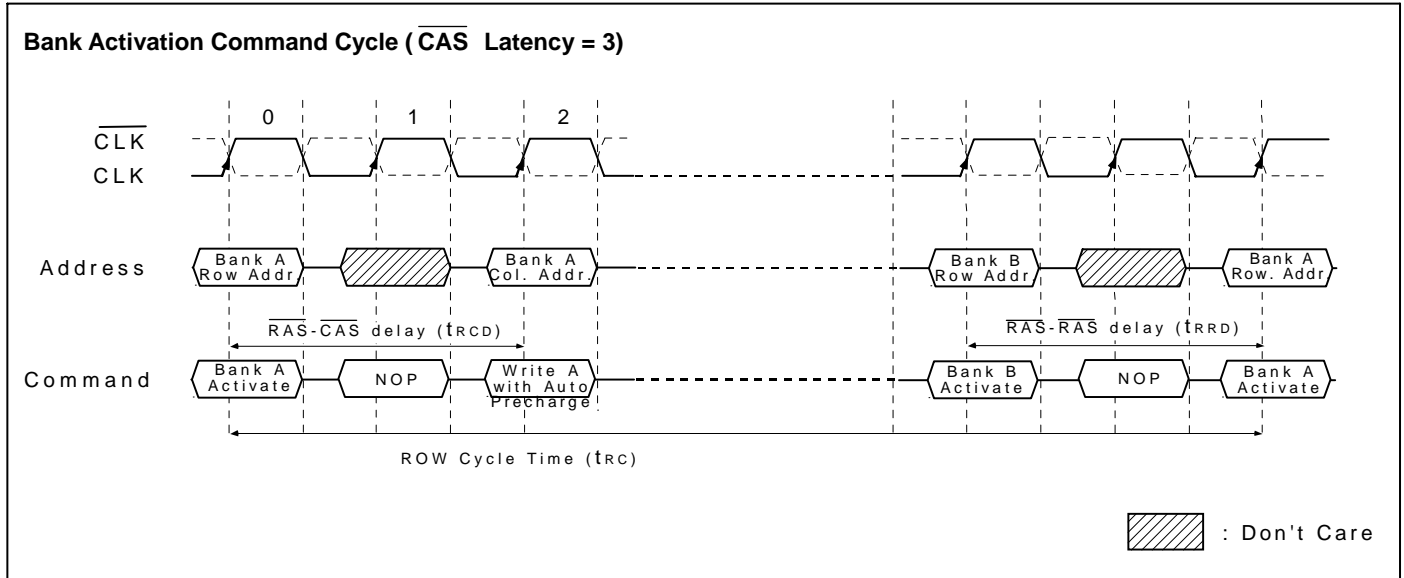 Bank Activation Command Cycle ( CAS Latency = 3)
0 1 2
CLK
CLK
Address
Bank A
Row Addr.
Bank A
Col. Addr.
Bank B
Row Addr.
Bank A
Row. Addr.
RAS-CAS delay (tRCD)
RAS-RAS delay (tRRD)
Command
Bank A
Activate
NOP
Write A
with Auto
Precharge
Bank B
Activate
NOP
Bank A
Activate
ROW Cycle Time (tRC)
: Don't Care